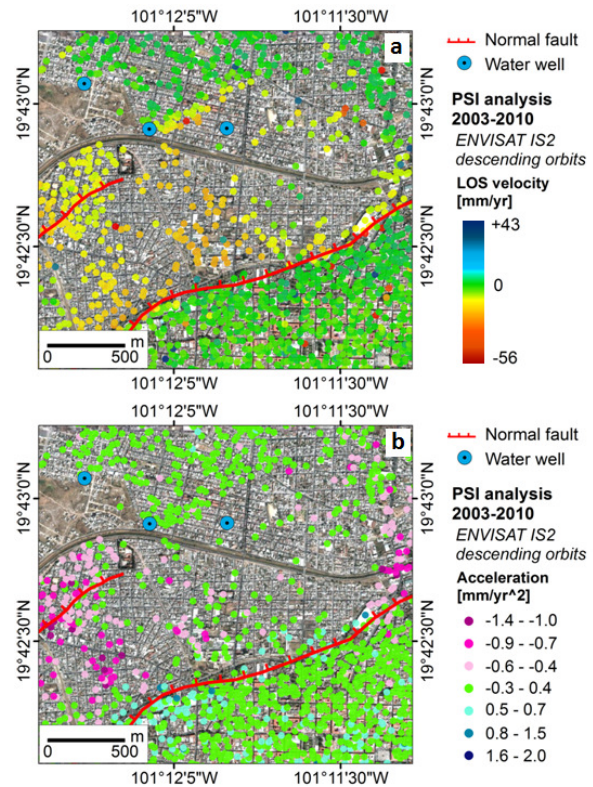 101°12'5"W 101°11'30"W
a
19°43'0"N
19°42'30"N
19°43'0"N
19°42'30"N
0 500 m
101°12'5"W 101°11'30"W
Normal fault
Water well
PSI analysis
2003-2010
ENVISAT IS2
descending orbits
LOS velocity
[mm/yr]
+43
0
-10
-56
101°12'5"W 101°11'30"W
b
19°43'0"N
19°42'30"N
19°43'0"N
19°42'30"N
0 500 m
101°12'5"W 101°11'30"W
Normal fault
Water well
PSI analysis
2003-2010
ENVISAT IS2
descending orbits
Acceleration
[mm/yr^2]
-1.4 - -1.0
-0.9 - -0.7
-0.6 - -0.4
-0.3 - 0.4
0.5 - 0.7
0.8 - 1.5
1.6 - 2.0